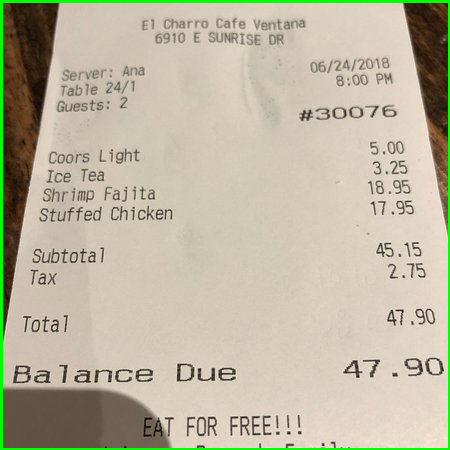 El Charro Cafe Ventana
6910 E SUNRISE DR
Server: Ana 06/24/2018
Table 24/1 8:00 PM
Guests: 2
#30076
Coors Light 5.00
Ice Tea 3.25
Shrimp Fajita 18.95
Stuffed Chicken 17.95
Subtotal 45.15
Tax 2.75
Total 47.90
Balance Due 47.90
EAT FOR FREE!!!